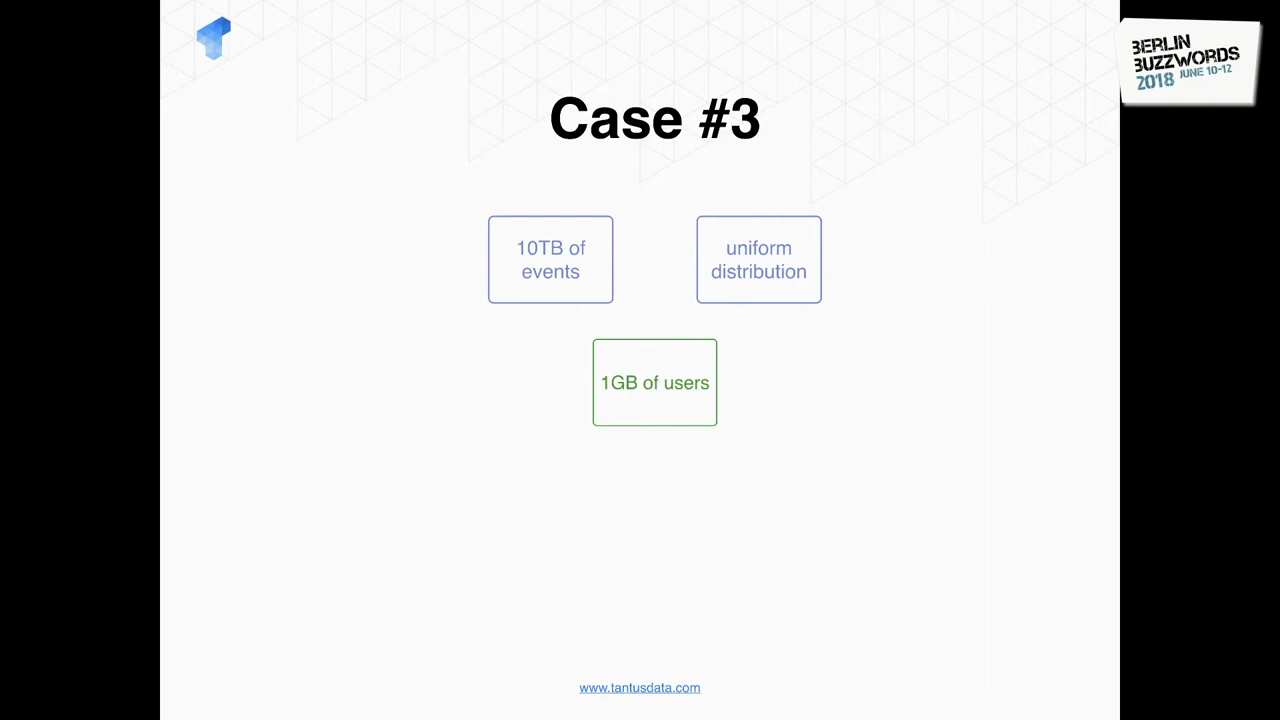 BERLIN
BUZZWORDS
2018 JUNE 10-12
Case #3
10TB of
events
uniform
distribution
1GB of users
www.tantusdata.com